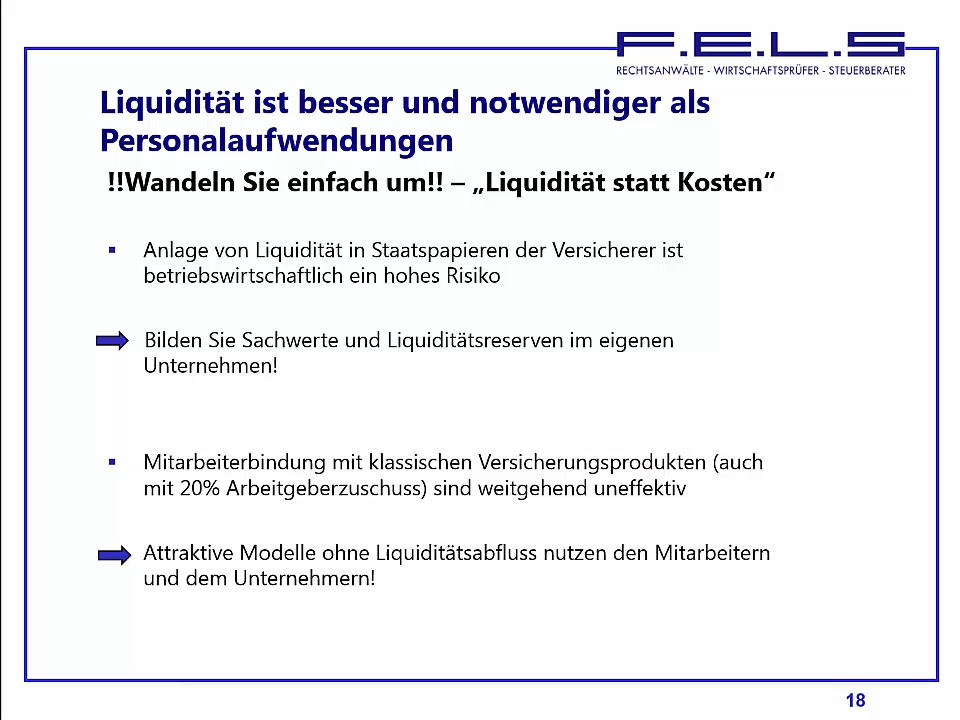 F.E.L.S
RECHTSANWÄLTE - WIRTSCHAFTSPRÜFER - STEUERBERATER
Liquidität ist besser und notwendiger als
Personalaufwendungen
!!Wandeln Sie einfach um!! – „Liquidität statt Kosten“
▪ Anlage von Liquidität in Staatspapieren der Versicherer ist
betriebswirtschaftlich ein hohes Risiko
Bilden Sie Sachwerte und Liquiditätsreserven im eigenen
Unternehmen!
▪ Mitarbeiterbindung mit klassischen Versicherungsprodukten (auch
mit 20% Arbeitgeberzuschuss) sind weitgehend uneffektiv
Attraktive Modelle ohne Liquiditätsabfluss nutzen den Mitarbeitern
und dem Unternehmern!
18